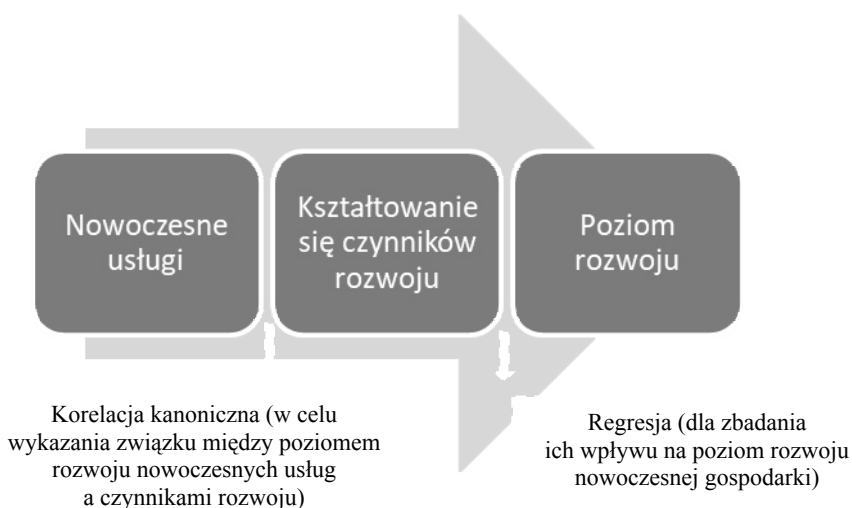 Nowoczesne
usługi
Kształtowanie
się czynników
rozwoju
Poziom
rozwoju
Korelacja kanoniczna (w celu
wykazania związku między poziomem
rozwoju nowoczesnych usług
a czynnikami rozwoju)
Regresja (dla zbadania
ich wpływu na poziom rozwoju
nowoczesnej gospodarki)